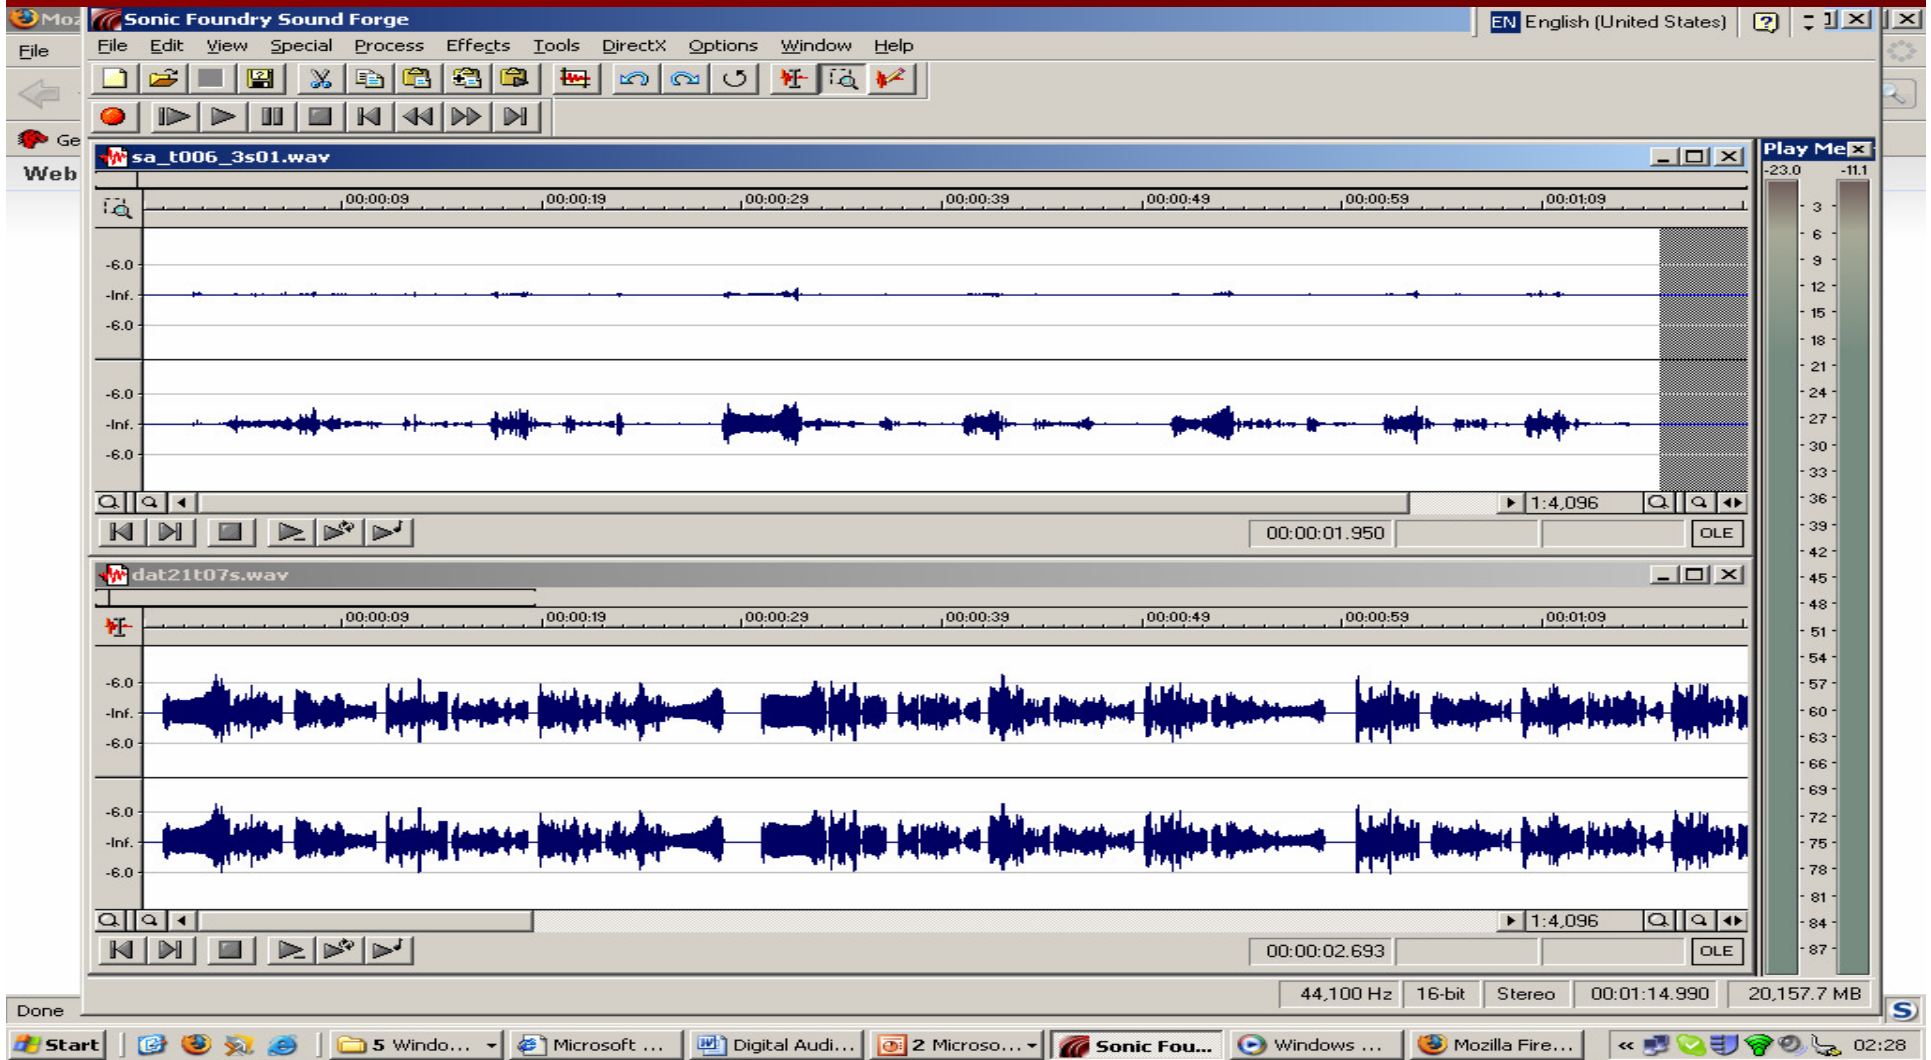 Moz
Sonic Foundry Sound Forge
EN English (United States)
File
File Edit View Special Process Effects Tools DirectX Options Window Help
Ge
Web
sa_t006_3s01.wav
Play Me
-23.0 -11.1
00:00:09 00:00:19 00:00:29 00:00:39 00:00:49 00:00:59 00:01:09
-6.0
-Inf.
-6.0
-6.0
-Inf.
-6.0
1:4,096
00:00:01.950
OLE
dat21t07s.wav
00:00:09 00:00:19 00:00:29 00:00:39 00:00:49 00:00:59 00:01:09
-6.0
-Inf.
-6.0
-6.0
-Inf.
-6.0
1:4,096
00:00:02.693
OLE
- 3 -
- 6 -
- 9 -
- 12 -
- 15 -
- 18 -
- 21 -
- 24 -
- 27 -
- 30 -
- 33 -
- 36 -
- 39 -
- 42 -
- 45 -
- 48 -
- 51 -
- 54 -
- 57 -
- 60 -
- 63 -
- 66 -
- 69 -
- 72 -
- 75 -
- 78 -
- 81 -
- 84 -
- 87 -
44,100 Hz 16-bit Stereo 00:01:14.990 20,157.7 MB
Done
Start 5 Windo... Microsoft ... Digital Audi... 2 Microso... Sonic Fou... Windows ... Mozilla Fire... « 02:28